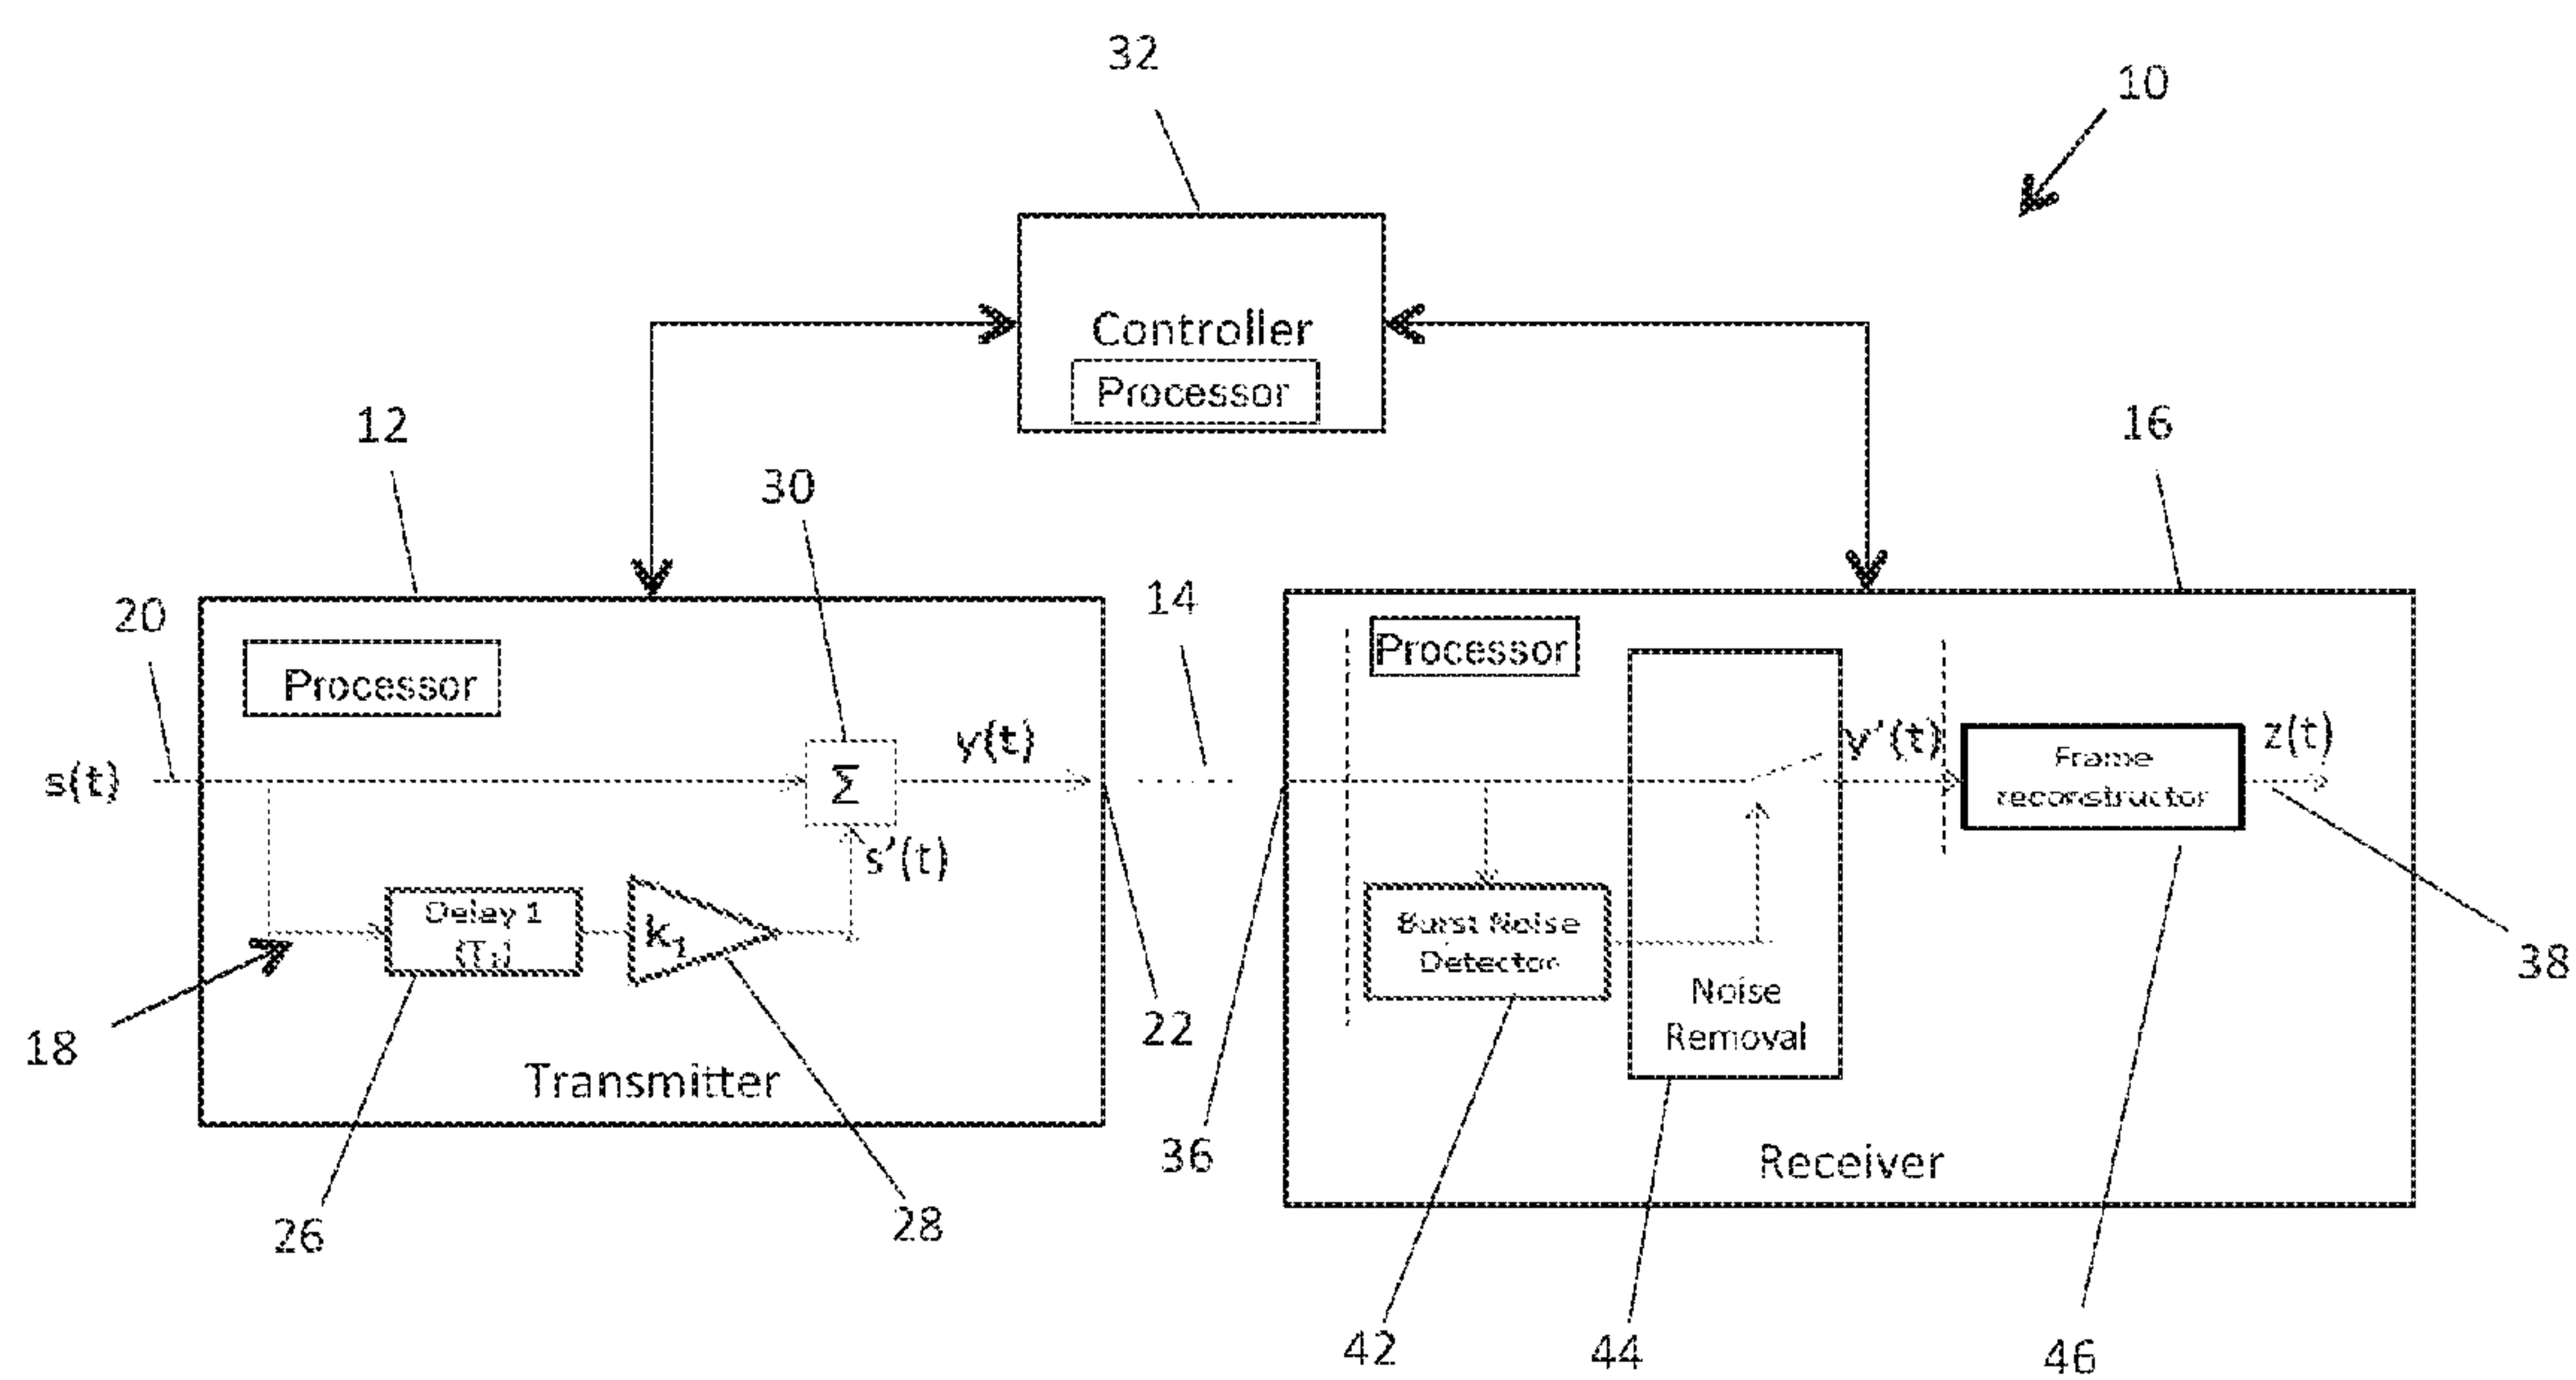 32
10
Controller
Processor
12
16
30
20
14
Processor
Processor
s(t)
Σ
y(t)
y'(t)
Frame
reconstructor
z(t)
s'(t)
Delay 1
k₁
Burst Noise
Detector
Noise
Removal
38
18
22
Transmitter
36
Receiver
26
28
42
44
46